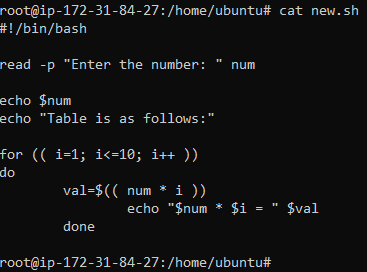 root@ip-172-31-84-27:/home/ubuntu# cat new.sh
#!/bin/bash

read -p "Enter the number: " num

echo $num
echo "Table is as follows:"

for (( i=1; i<=10; i++ ))
do
        val=$(( num * i ))
                echo "$num * $i = " $val
        done

root@ip-172-31-84-27:/home/ubuntu#